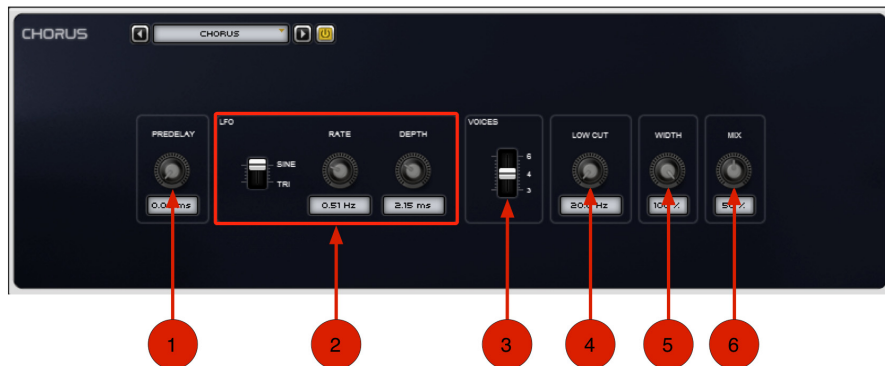 CHORUS
CHORUS
LFO
VOICES
PREDELAY
RATE
DEPTH
LOW CUT
WIDTH
MIX
SINE
TRI
6
4
3
0.51 Hz
2.15 ms
1
2
3
4
5
6